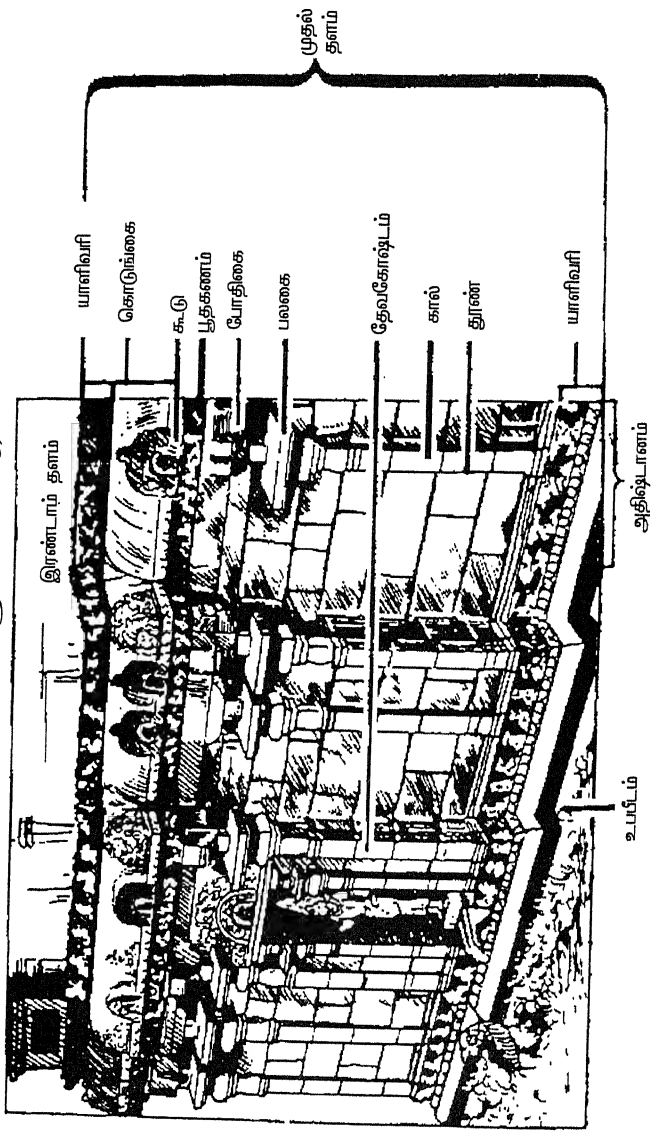 இரண்டாம் தளம்
யாளிவரி
கொடுங்கை
கூடு
பூதகணம்
போதிகை
பலகை
தேவகோஷ்டம்
கால்
தூண்
யாளிவரி
முதல்
தளம்
அதிஷ்டானம்
உபபீடம்